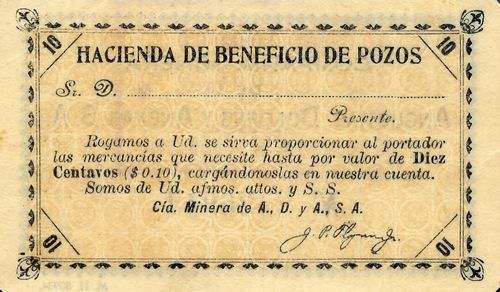 10 10
HACIENDA DE BENEFICIO DE POZOS
Sr. D.
Presente.
Rogamos a Ud. se sirva proporcionar al portador
las mercancías que necesite hasta por valor de Diez
Centavos ($ 0.10), cargándonoslas en nuestra cuenta.
Somos de Ud. afmos. attos. y S. S.
Cía. Minera de A., D. y A., S.A.
10 10